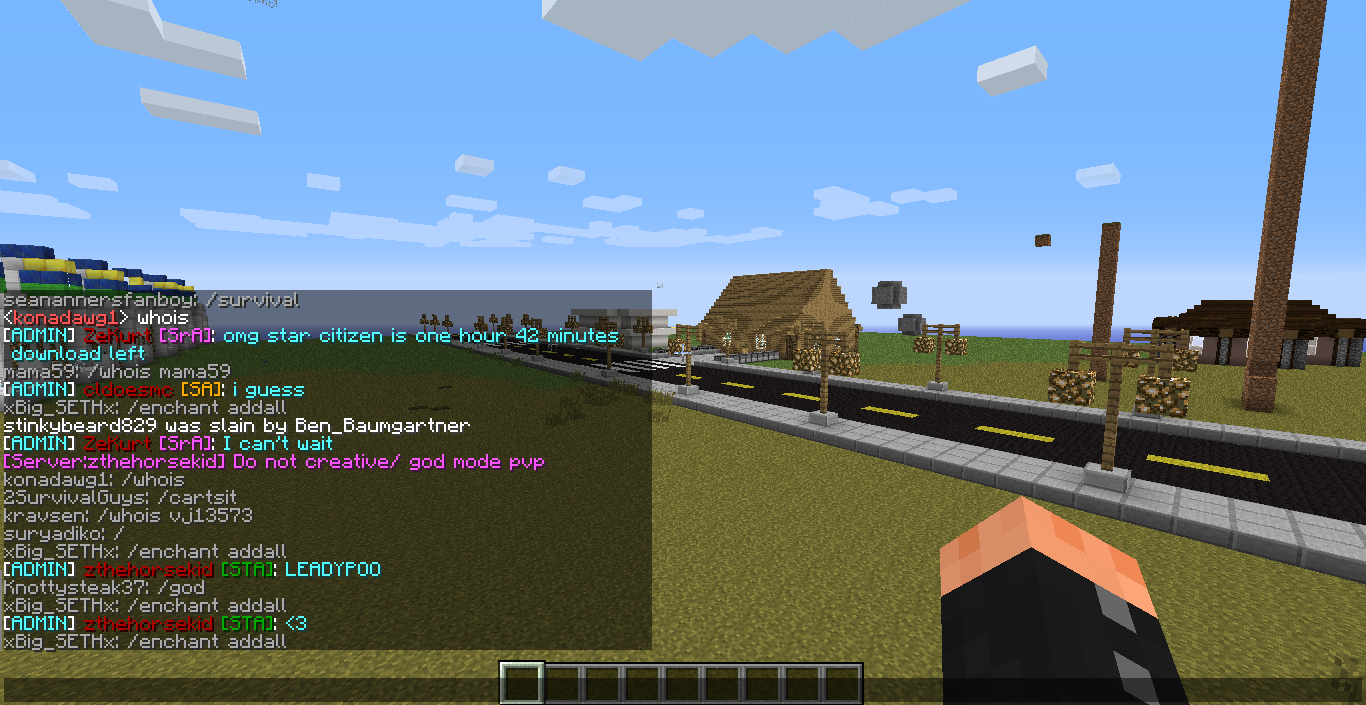 seanannersfanboy: /survival
<konadawg1> whois
[ADMIN] ZeKurt [SrA]: omg star citizen is one hour 42 minutes
download left
mama59: /whois mama59
[ADMIN] cldoesmc [SA]: i guess
xBig_SETHx: /enchant addall
stinkybeard829 was slain by Ben_Baumgartner
[ADMIN] ZeKurt [SrA]: I can't wait
[Server:zthehorsekid] Do not creative/ god mode pvp
konadawg1: /whois
2SurvivalGuys: /cartsit
kravsen: /whois vj13573
suryadiko: /
xBig_SETHx: /enchant addall
[ADMIN] zthehorsekid [STA]: LEADYPOO
Knottysteak37: /god
xBig_SETHx: /enchant addall
[ADMIN] zthehorsekid [STA]: <3
xBig_SETHx: /enchant addall